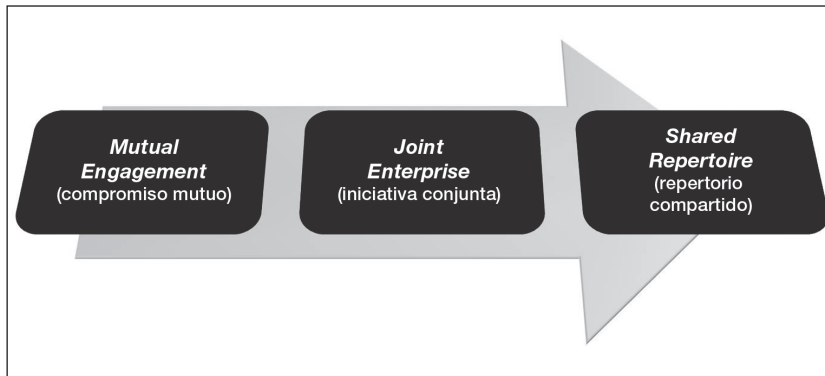 Mutual
Engagement
(compromiso mutuo)
Joint
Enterprise
(iniciativa conjunta)
Shared
Repertoire
(repertorio
compartido)